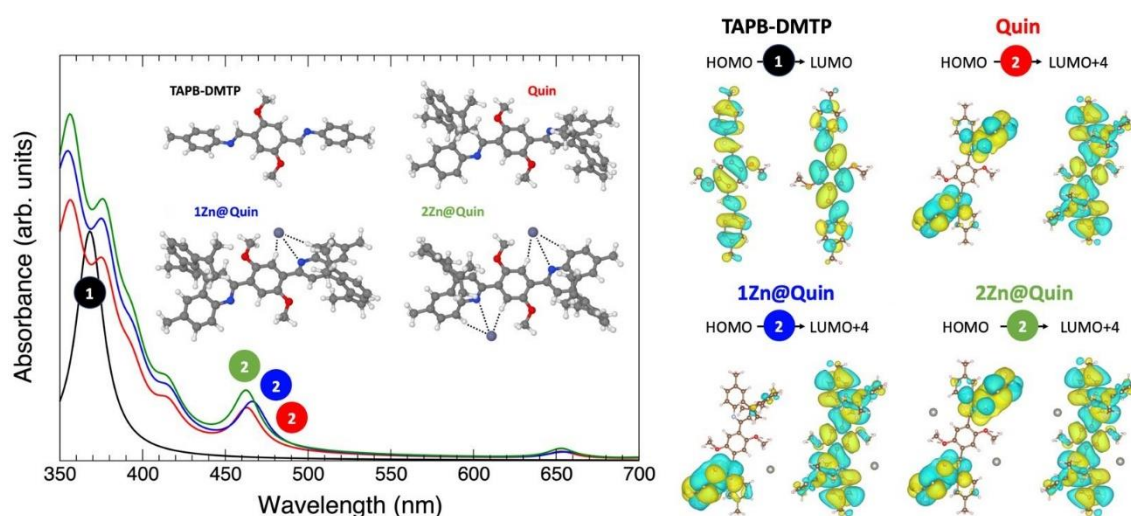 Absorbance (arb. units)
TAPB-DMTP
Quin
1Zn@Quin
2Zn@Quin
1
2
2
2
350 400 450 500 550 600 650 700
Wavelength (nm)
TAPB-DMTP
HOMO 1 LUMO
Quin
HOMO 2 LUMO+4
1Zn@Quin
HOMO 2 LUMO+4
2Zn@Quin
HOMO 2 LUMO+4